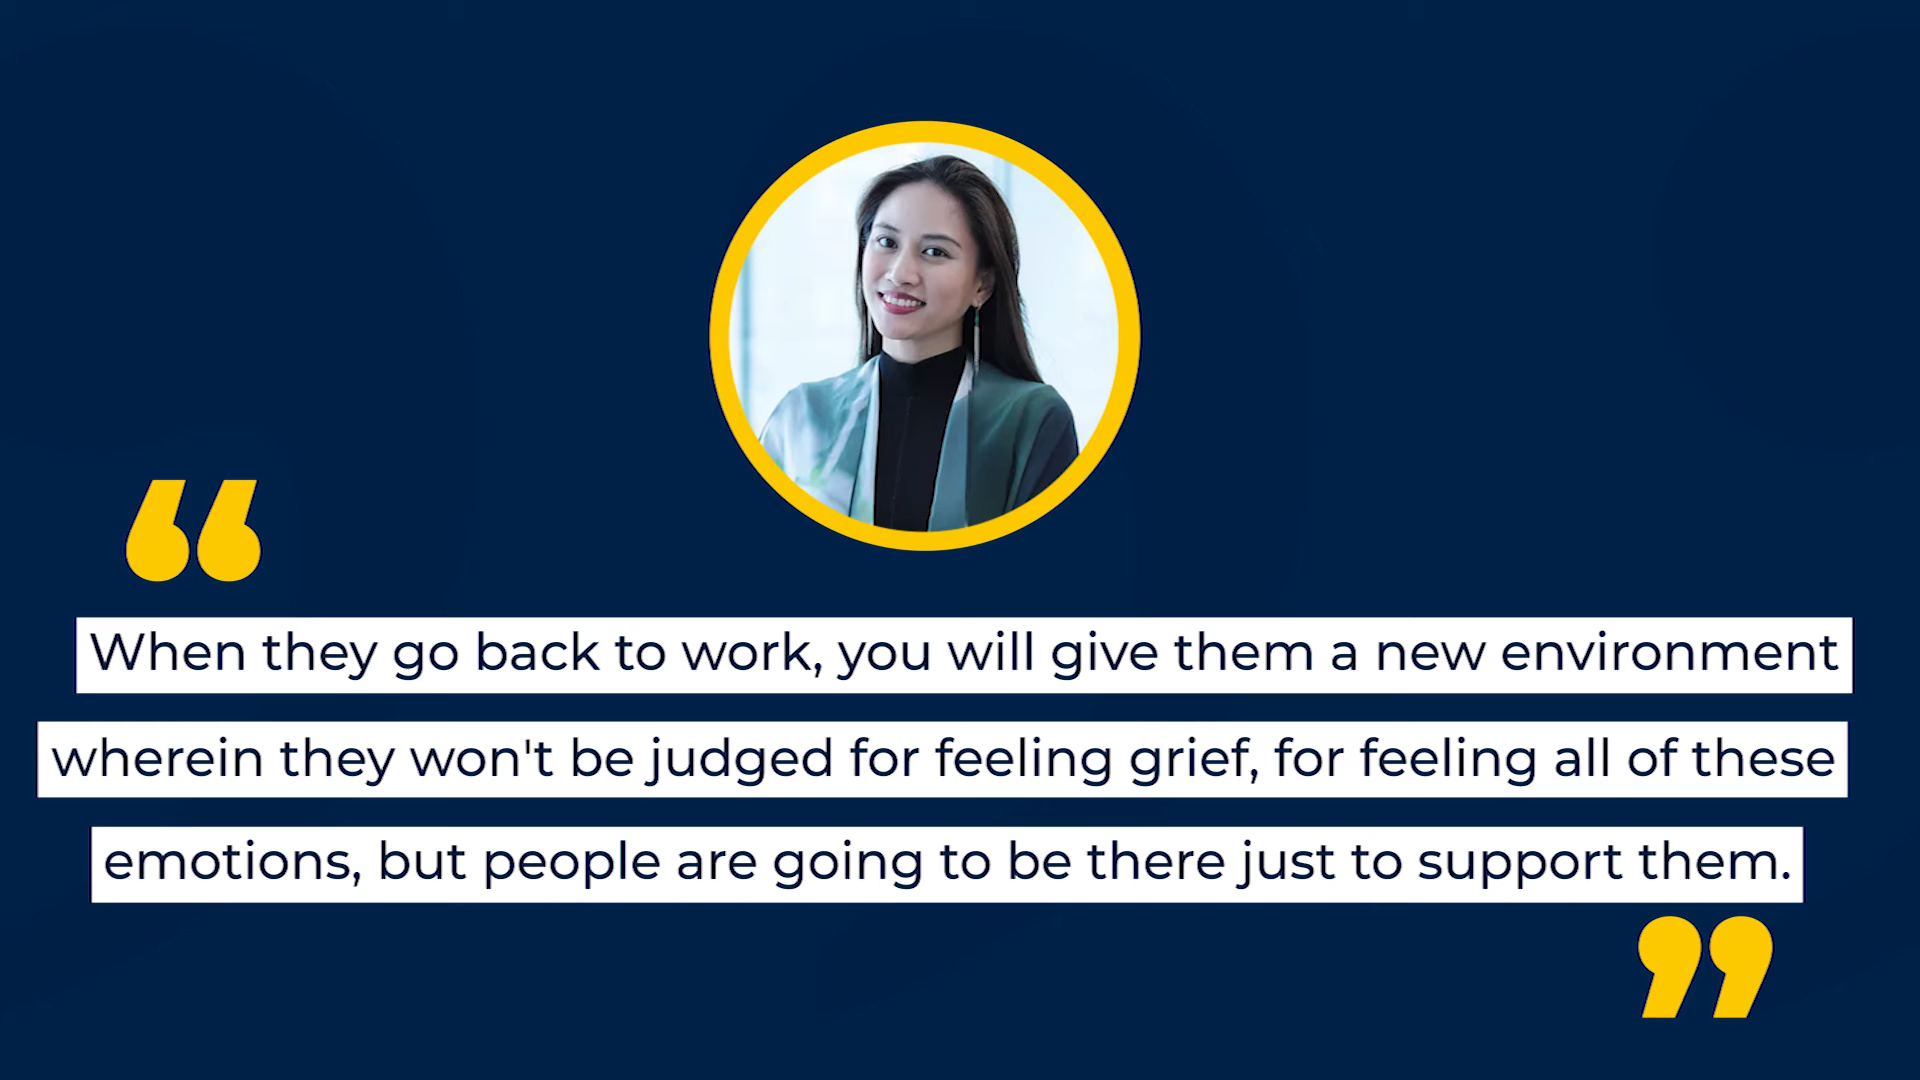 “
When they go back to work, you will give them a new environment
wherein they won't be judged for feeling grief, for feeling all of these
emotions, but people are going to be there just to support them.
”